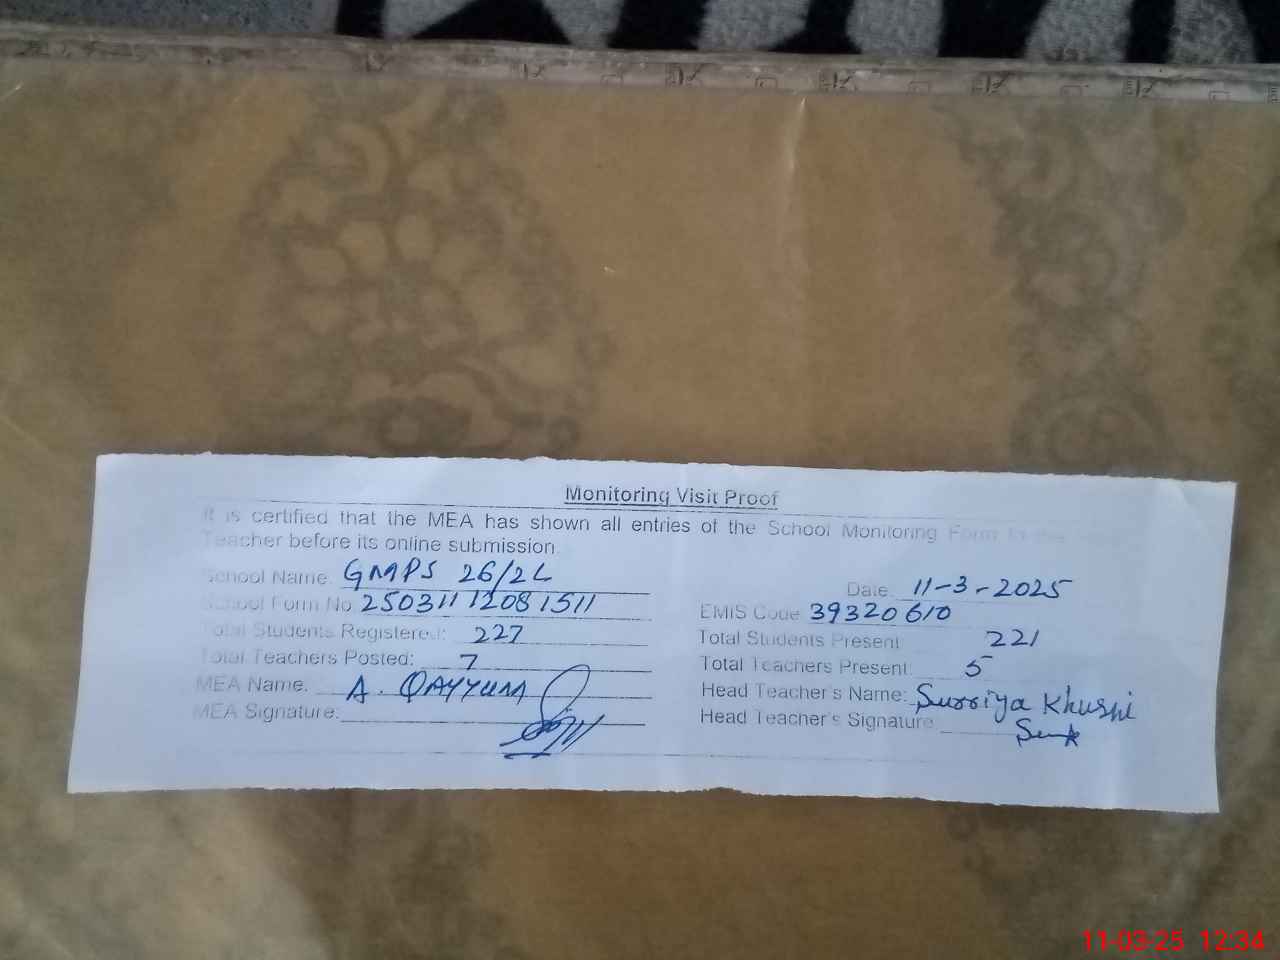 Monitoring Visit Proof
It is certified that the MEA has shown all entries of the School Monitoring Form to the
Teacher before its online submission.
School Name: GMPS 26/2L
Date: 11-3-2025
School Form No. 25031112081511
EMIS Code 39320610
Total Students Registered: 227
Total Students Present 221
Total Teachers Posted: 7
Total Teachers Present: 5
MEA Name: A. QAYYUM
Head Teacher's Name: Surriya Khushi
MEA Signature:
Head Teacher's Signature
11-03-25 12:34